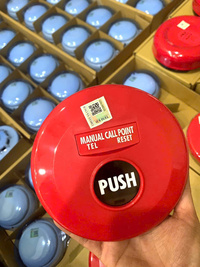 MANUAL CALL POINT
TEL RESET
PUSH